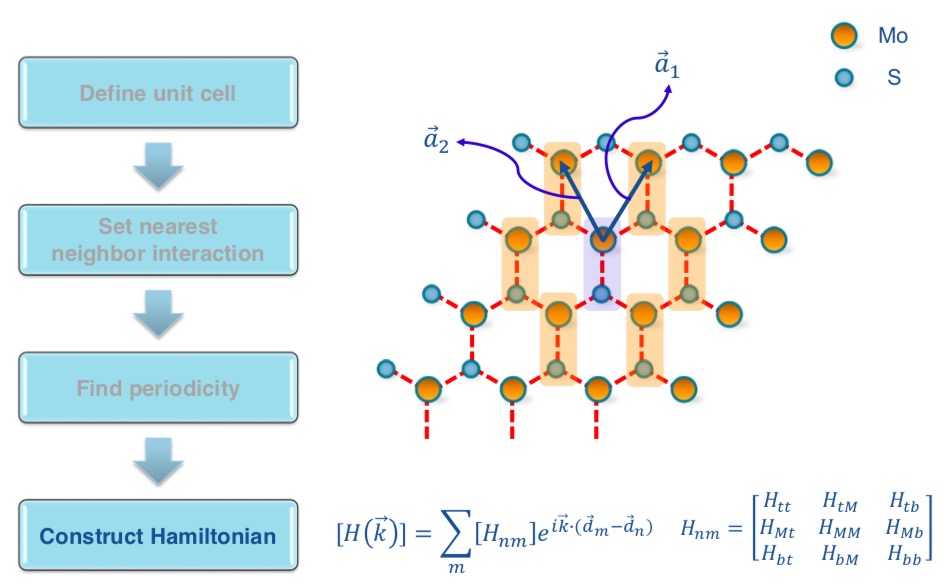 Define unit cell
Set nearest
neighbor interaction
Find periodicity
Construct Hamiltonian
Mo
S
$\vec{a}_1$
$\vec{a}_2$
$[H(\vec{k})] = \sum_{m} [H_{nm}] e^{i\vec{k}\cdot(\vec{d}_m - \vec{d}_n)}$
$H_{nm} = \begin{bmatrix} H_{tt} & H_{tM} & H_{tb} \\ H_{Mt} & H_{MM} & H_{Mb} \\ H_{bt} & H_{bM} & H_{bb} \end{bmatrix}$